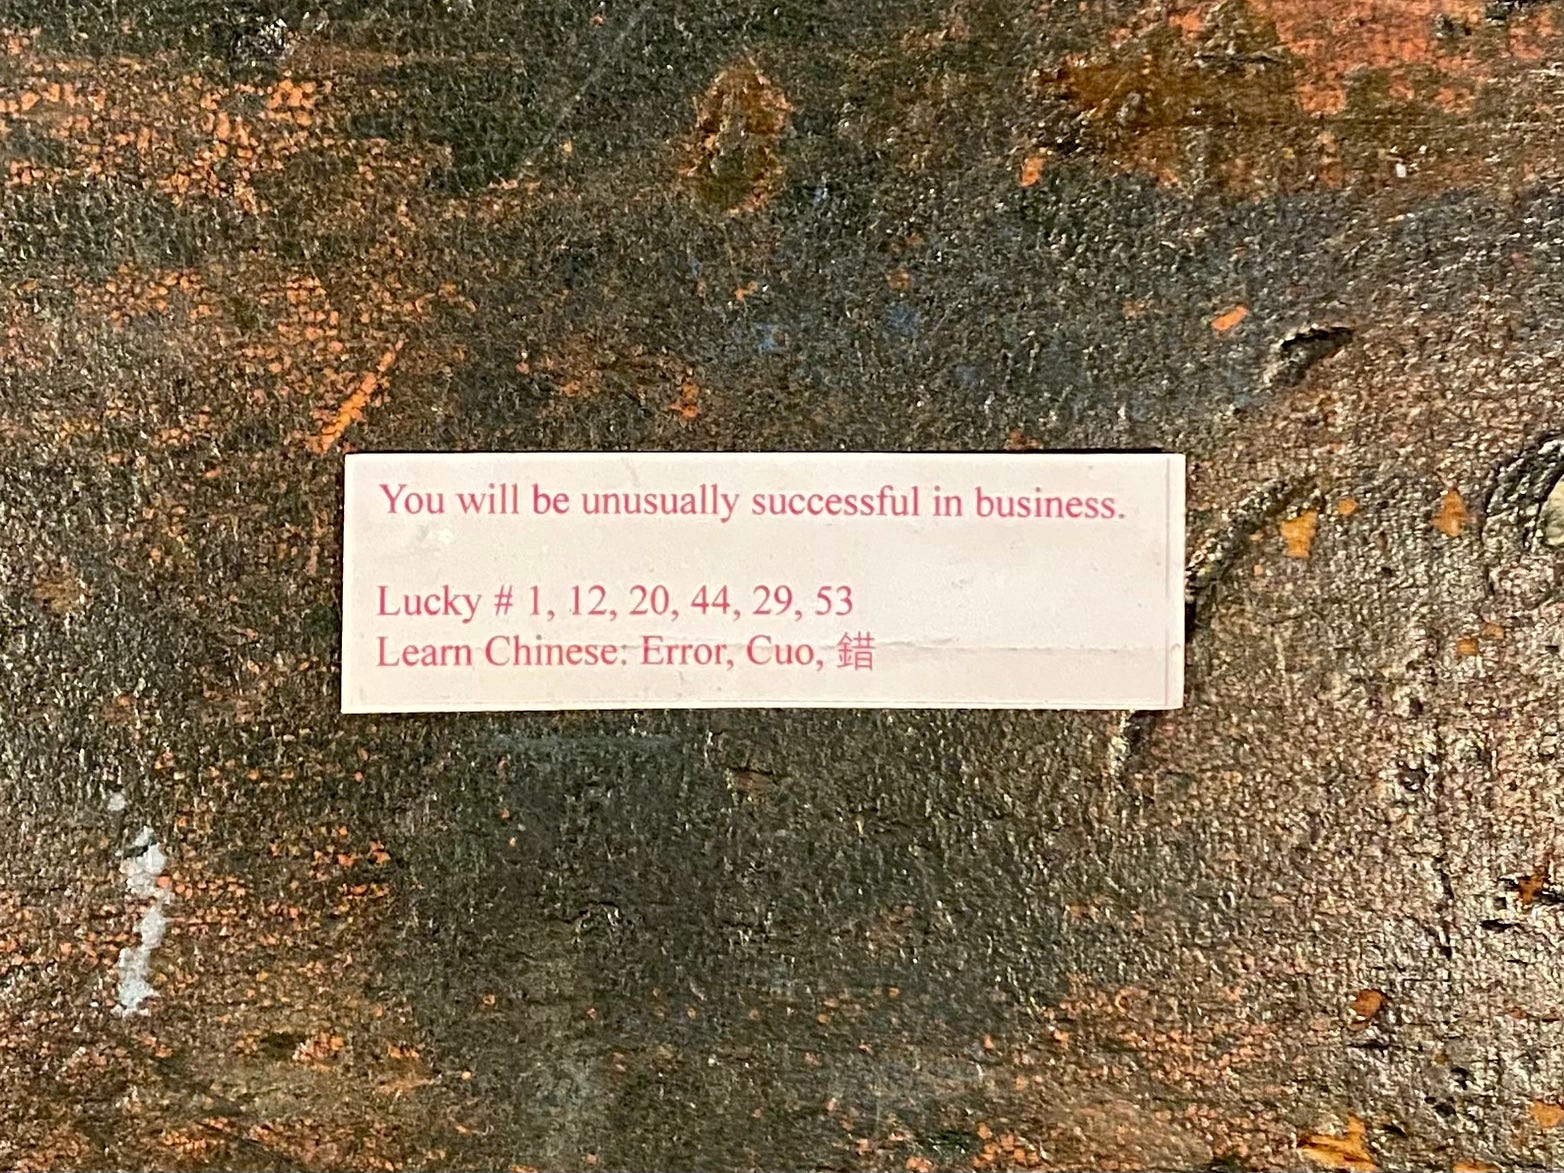 You will be unusually successful in business.
Lucky # 1, 12, 20, 44, 29, 53
Learn Chinese: Error, Cuo, 錯